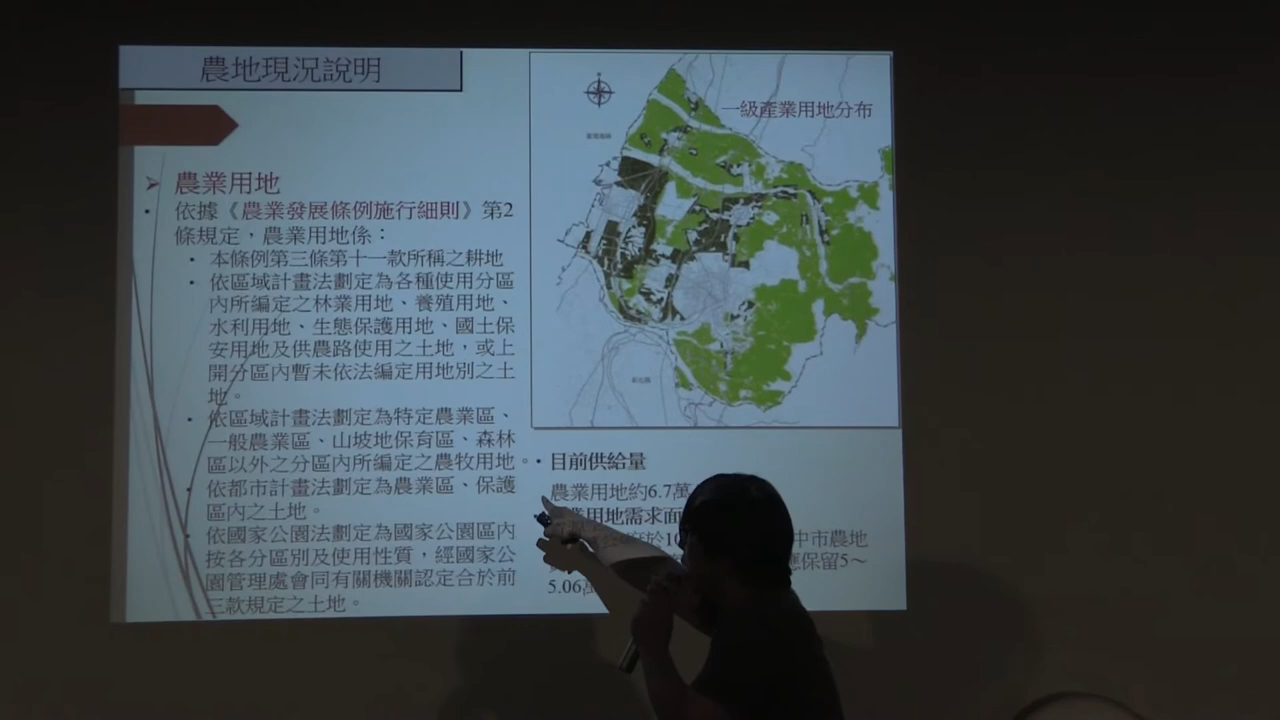 農地現況說明
農業用地
依據《農業發展條例施行細則》第2
條規定，農業用地係：
本條例第三條第十一款所稱之耕地
依區域計畫法劃定為各種使用分區
內所編定之林業用地、養殖用地、
水利用地、生態保護用地、國土保
安用地及供農路使用之土地，或上
開分區內暫未依法編定用地別之土
地。
依區域計畫法劃定為特定農業區、
一般農業區、山坡地保育區、森林
區以外之分區內所編定之農牧用地。
依都市計畫法劃定為農業區、保護
區內之土地。
依國家公園法劃定為國家公園區內
按各分區別及使用性質，經國家公
園管理處會同有關機關認定合於前
三款規定之土地。
一級產業用地分布
目前供給量
農業用地約6.7萬
業用地需求面
於10
中市農地
應保留5～
5.06萬